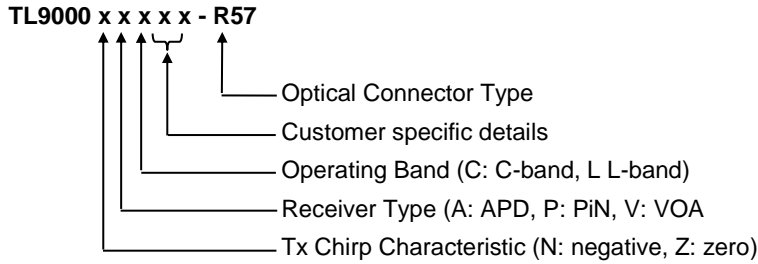 TL9000 x x x x x - R57
Optical Connector Type
Customer specific details
Operating Band (C: C-band, L L-band)
Receiver Type (A: APD, P: PiN, V: VOA
Tx Chirp Characteristic (N: negative, Z: zero)